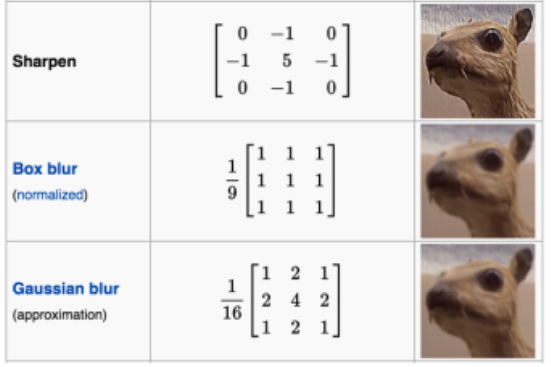 Sharpen
0 −1 0
−1 5 −1
0 −1 0
Box blur
(normalized)
1/9
1 1 1
1 1 1
1 1 1
Gaussian blur
(approximation)
1/16
1 2 1
2 4 2
1 2 1